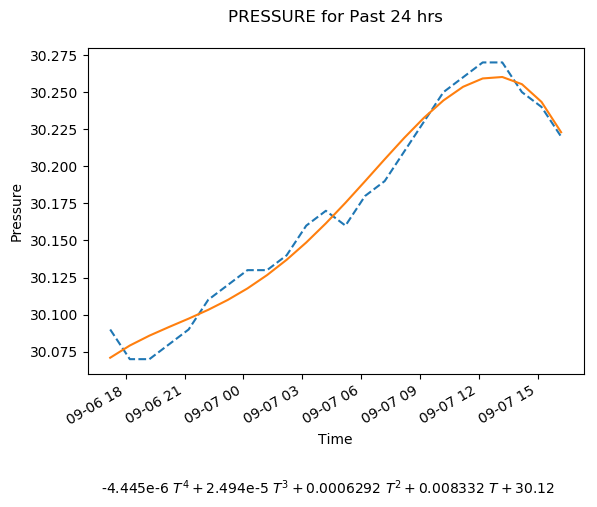 PRESSURE for Past 24 hrs
30.275
30.250
30.225
30.200
30.175
30.150
30.125
30.100
30.075
Pressure
09-06 18 09-06 21 09-07 00 09-07 03 09-07 06 09-07 09 09-07 12 09-07 15
Time
-4.445e-6 T⁴ + 2.494e-5 T³ + 0.0006292 T² + 0.008332 T + 30.12